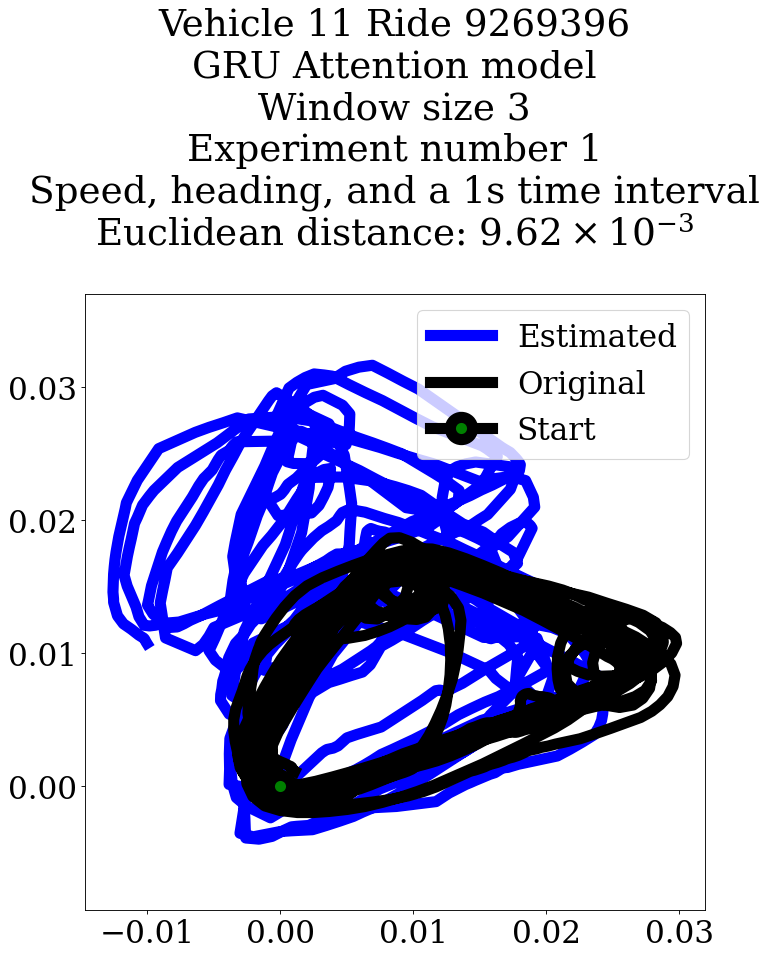 Vehicle 11 Ride 9269396
GRU Attention model
Window size 3
Experiment number 1
Speed, heading, and a 1s time interval
Euclidean distance: 9.62 × 10⁻³
Estimated
Original
Start
0.03
0.02
0.01
0.00
−0.01 0.00 0.01 0.02 0.03